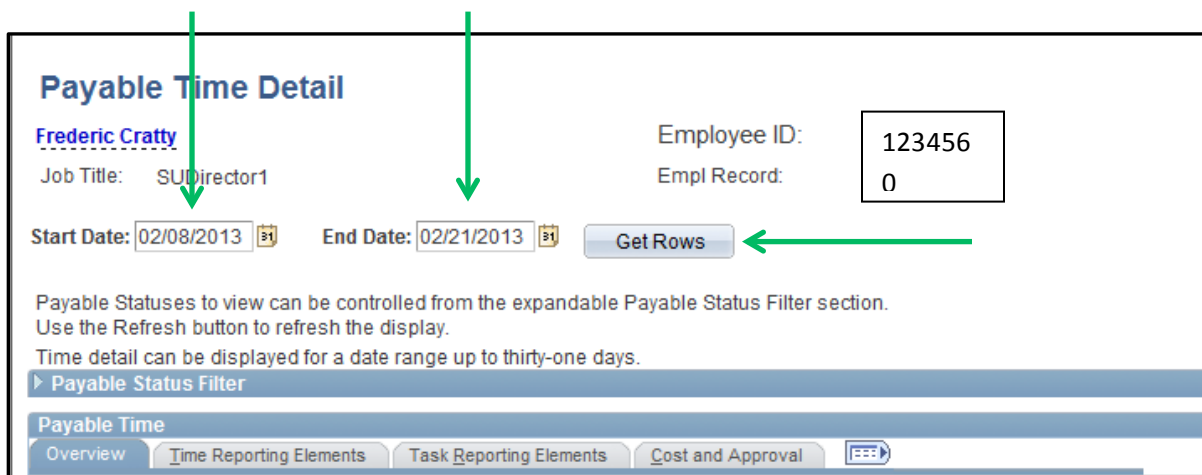 Payable Time Detail
Frederic Cratty
Employee ID: 123456
Job Title: SUDirector1
Empl Record: 0
Start Date: 02/08/2013 31 End Date: 02/21/2013 31 Get Rows
Payable Statuses to view can be controlled from the expandable Payable Status Filter section.
Use the Refresh button to refresh the display.
Time detail can be displayed for a date range up to thirty-one days.
Payable Status Filter
Payable Time
Overview Time Reporting Elements Task Reporting Elements Cost and Approval